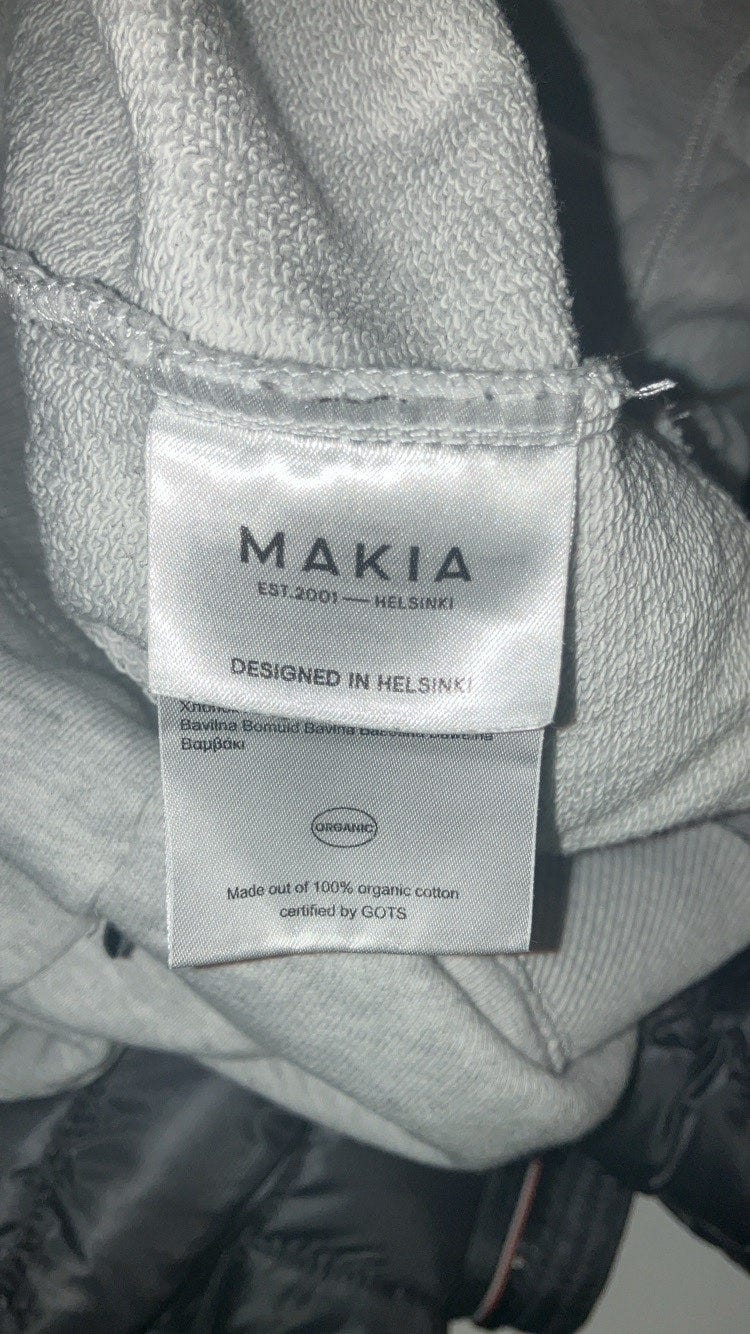 MAKIA
EST.2001 — HELSINKI
DESIGNED IN HELSINKI
Bavilna Bomuld Bavlna
Βαμβάκι
ORGANIC
Made out of 100% organic cotton
certified by GOTS